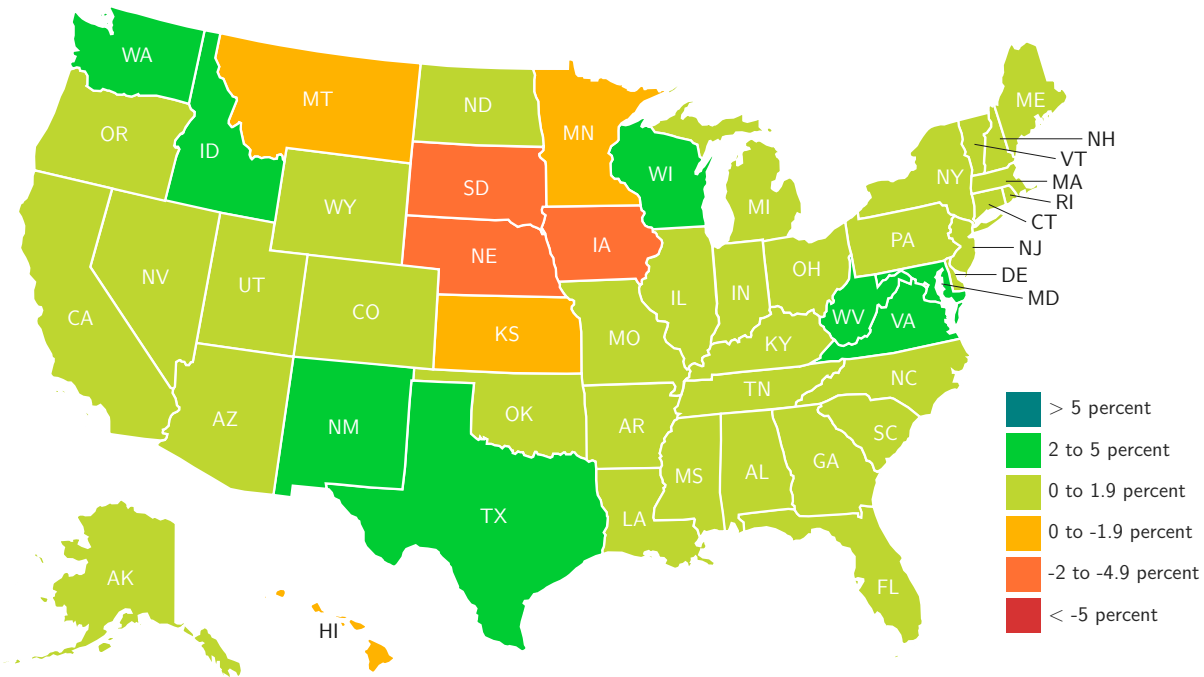 WA
MT
ND
MN
ME
OR
ID
NH
VT
SD
WI
NY
MA
RI
WY
MI
CT
PA
NJ
IA
NE
NV
UT
OH
DE
IL
IN
MD
CO
CA
WV
VA
KS
MO
KY
NC
TN
AZ
NM
OK
AR
SC
> 5 percent
GA
2 to 5 percent
MS
AL
0 to 1.9 percent
TX
LA
0 to -1.9 percent
AK
FL
-2 to -4.9 percent
HI
< -5 percent